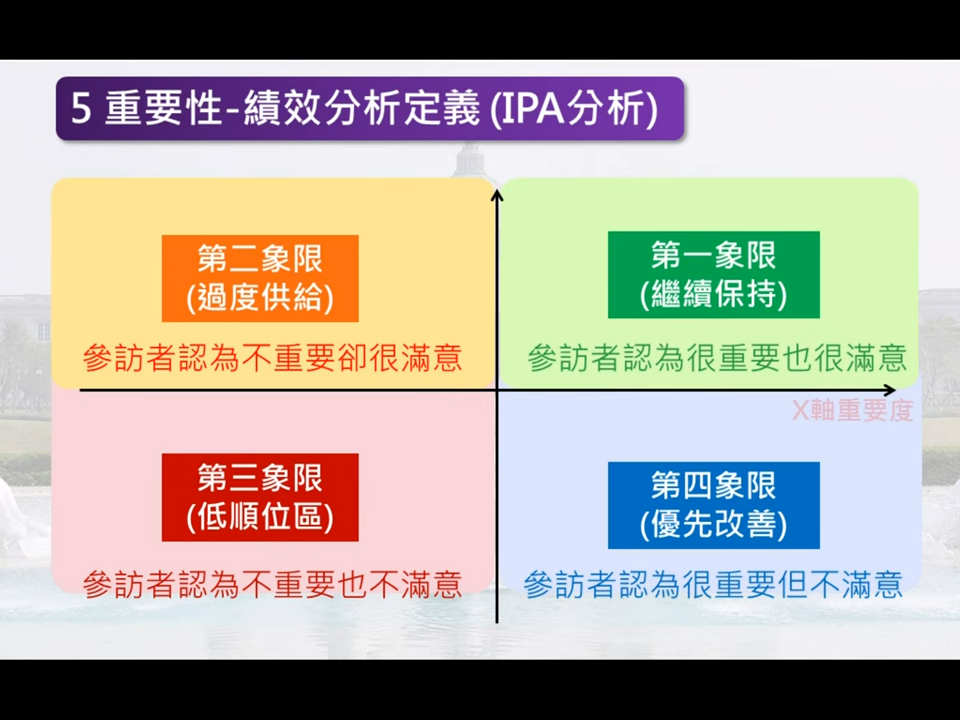 5 重要性-績效分析定義(IPA分析)
第二象限
(過度供給)
參訪者認為不重要卻很滿意
第一象限
(繼續保持)
參訪者認為很重要也很滿意
X軸重要度
第三象限
(低順位區)
參訪者認為不重要也不滿意
第四象限
(優先改善)
參訪者認為很重要但不滿意